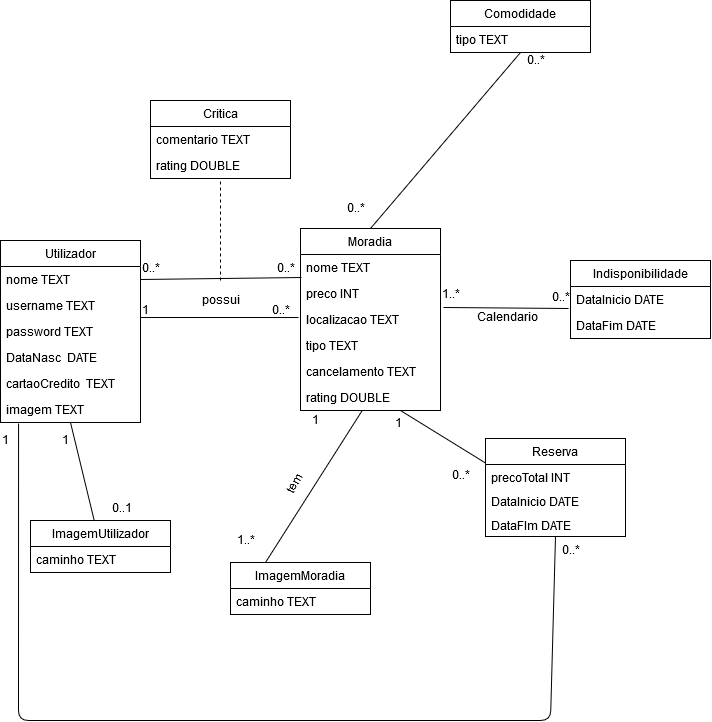 Comodidade
tipo TEXT
0..*
Critica
comentario TEXT
rating DOUBLE
0..*
Moradia
nome TEXT
preco INT
localizacao TEXT
tipo TEXT
cancelamento TEXT
rating DOUBLE
Utilizador
nome TEXT
username TEXT
password TEXT
DataNasc DATE
cartaoCredito TEXT
imagem TEXT
0..*
0..*
possui
1
0..*
Indisponibilidade
DataInicio DATE
DataFim DATE
1..*
0..*
Calendario
1
1
0..1
ImagemUtilizador
caminho TEXT
1
tem
1..*
ImagemMoradia
caminho TEXT
1
0..*
Reserva
precoTotal INT
DataInicio DATE
DataFIm DATE
0..*